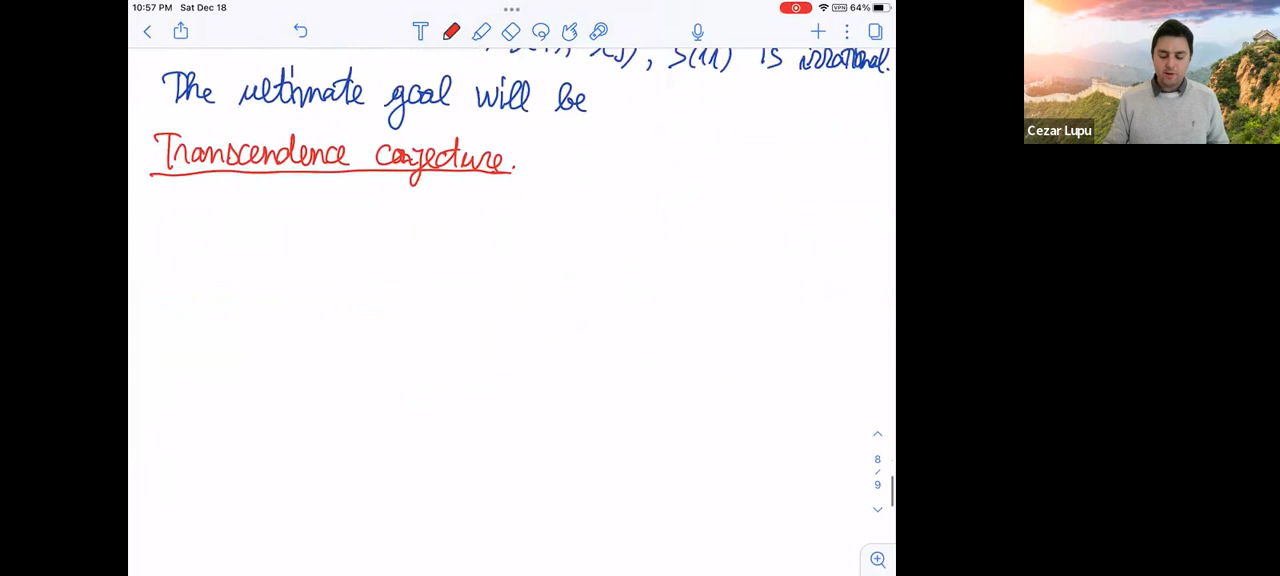 10:57 PM Sat Dec 18
VPN 64%
T
ζ(11) is irrational.
The ultimate goal will be
Transcendence conjecture.
8
/
9
Cezar Lupu